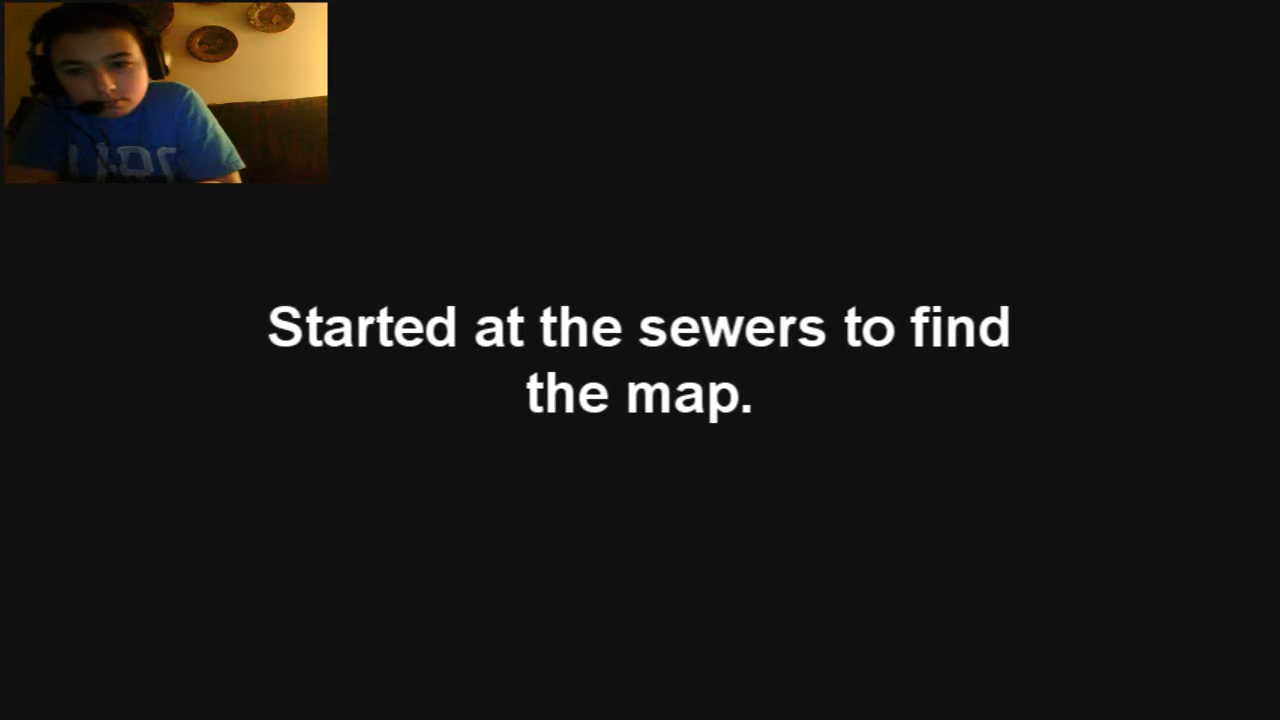 Started at the sewers to find
the map.